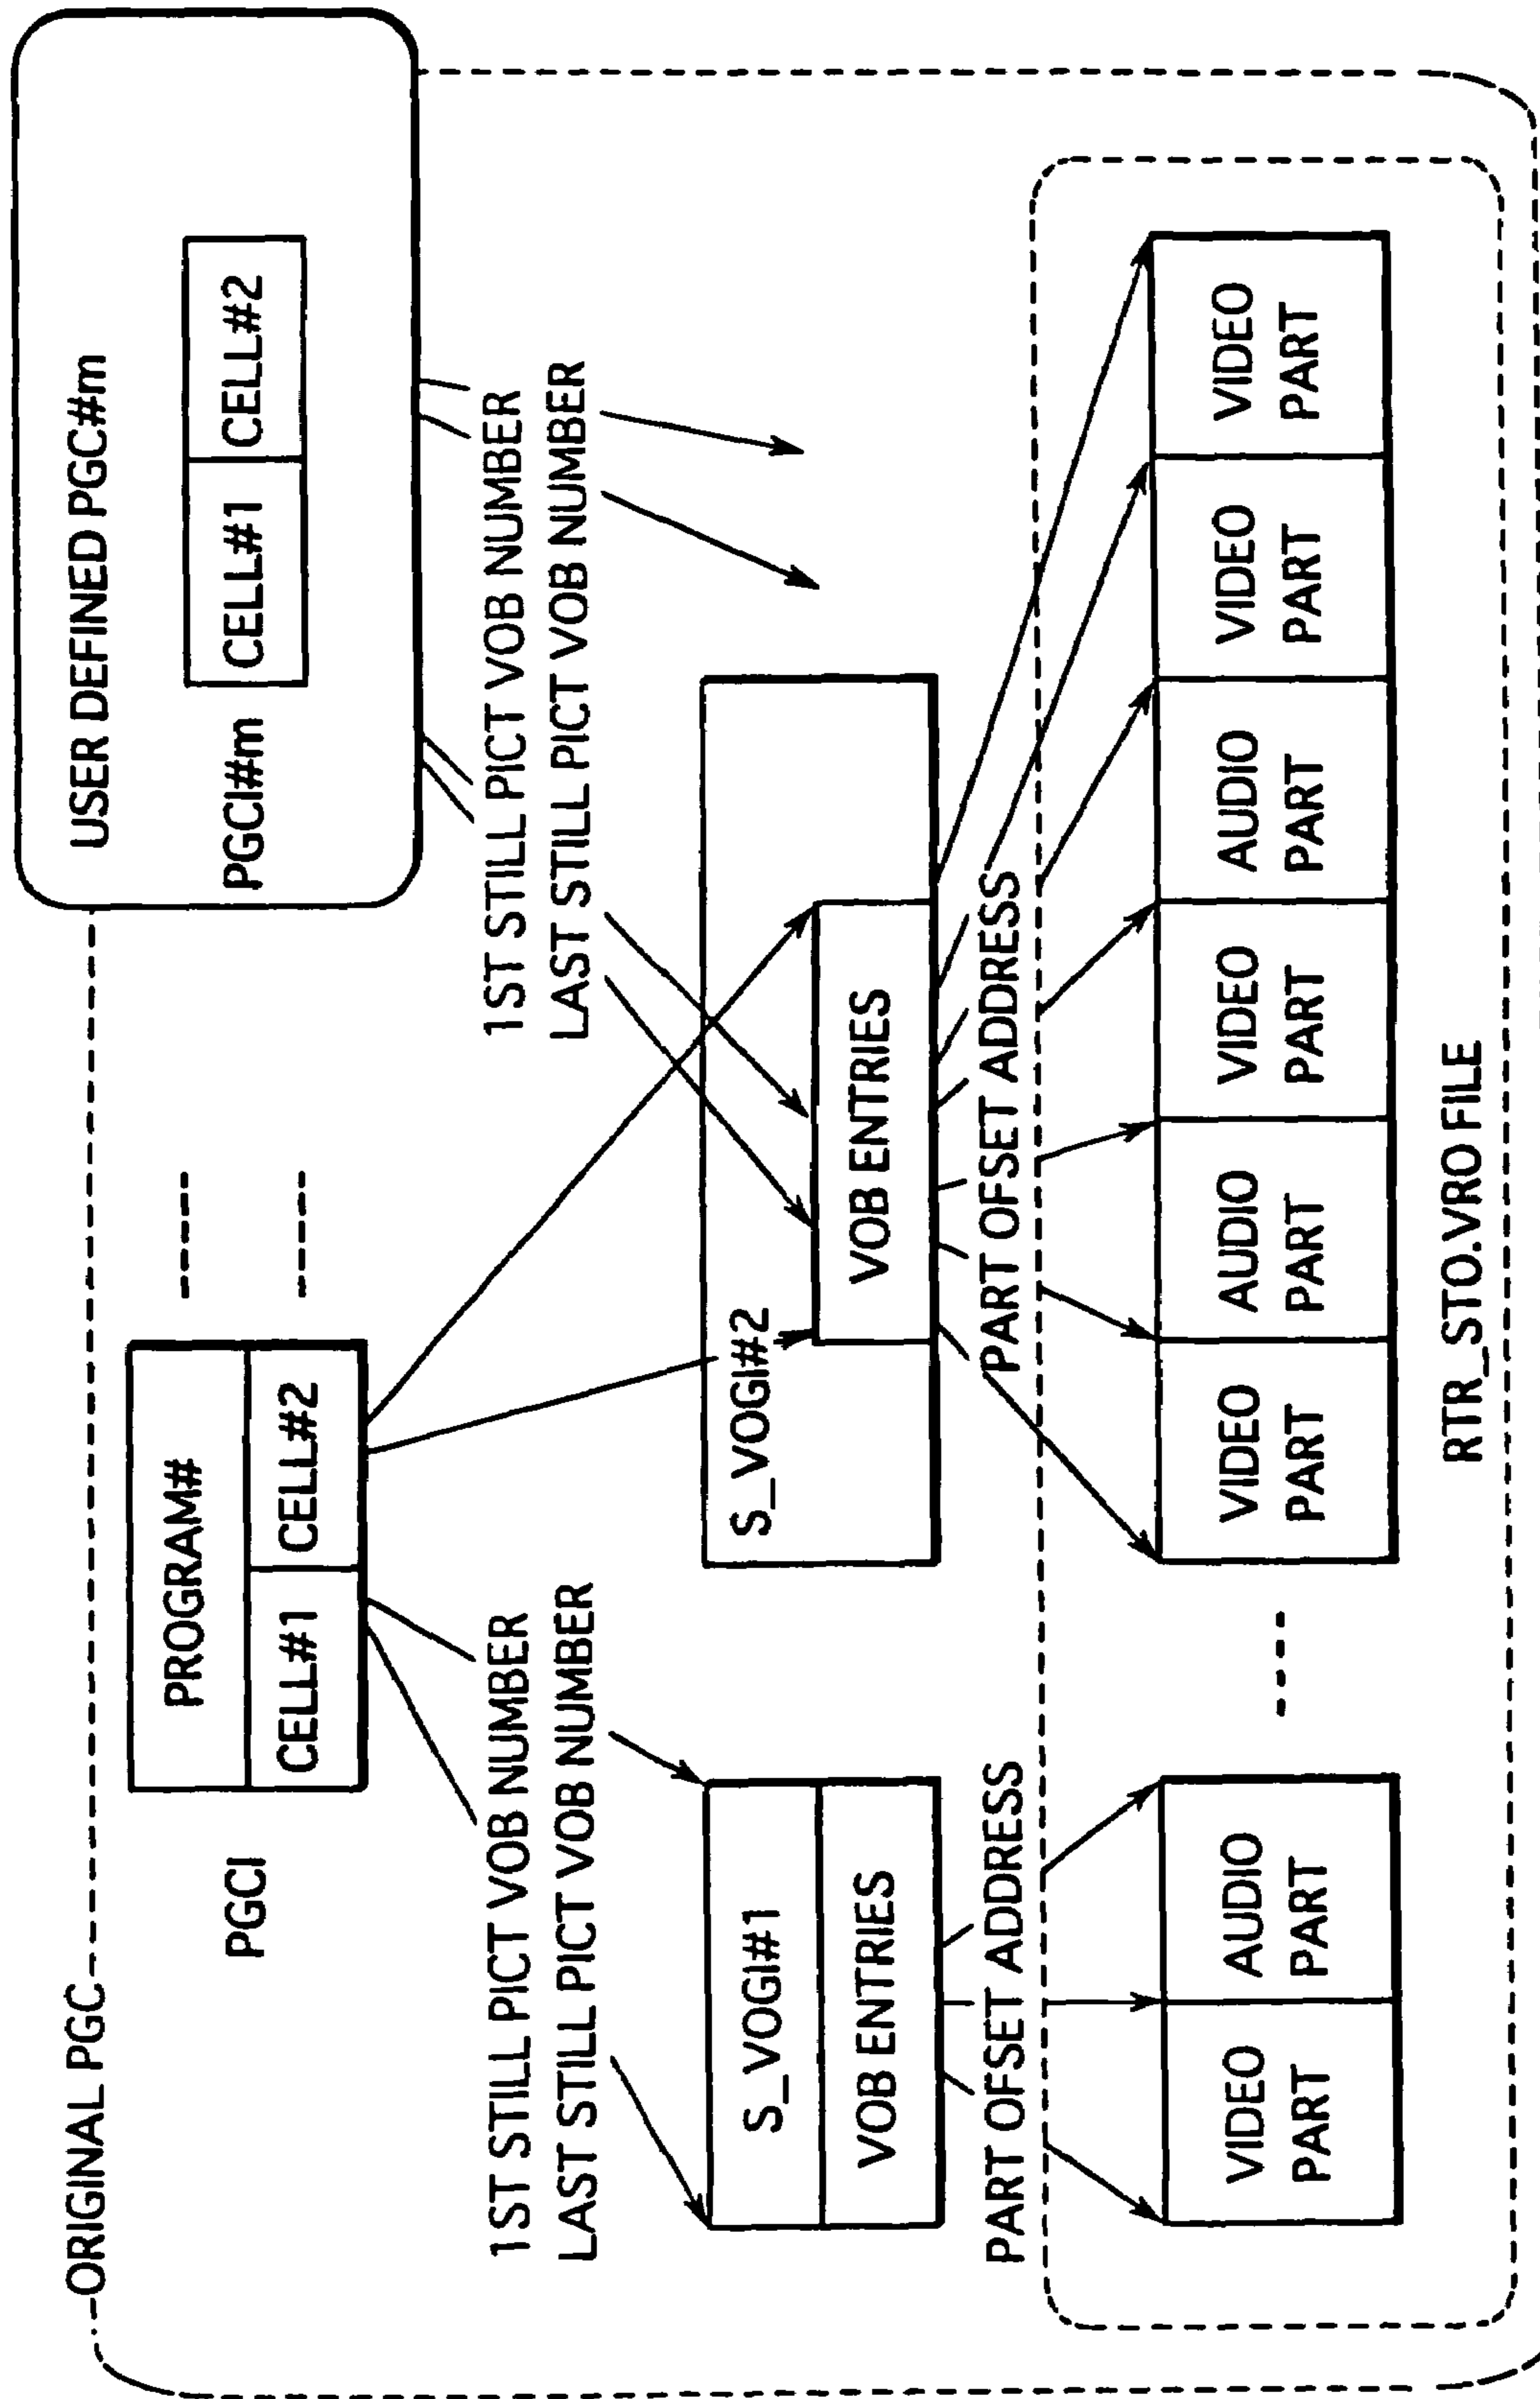 ORIGINAL PGC
USER DEFINED PGC#m
PROGRAM#
PGCI
CELL#1
CELL#2
PGCI#m
CELL#1
CELL#2
1ST STILL PICT VOB NUMBER
LAST STILL PICT VOB NUMBER
1ST STILL PICT VOB NUMBER
LAST STILL PICT VOB NUMBER
S_VOGI#1
VOB ENTRIES
S_VOGI#2
VOB ENTRIES
PART OFSET ADDRESS
PART OFSET ADDRESS
VIDEO
PART
AUDIO
PART
VIDEO
PART
AUDIO
PART
VIDEO
PART
AUDIO
PART
VIDEO
PART
VIDEO
PART
RTR_STO.VRO FILE